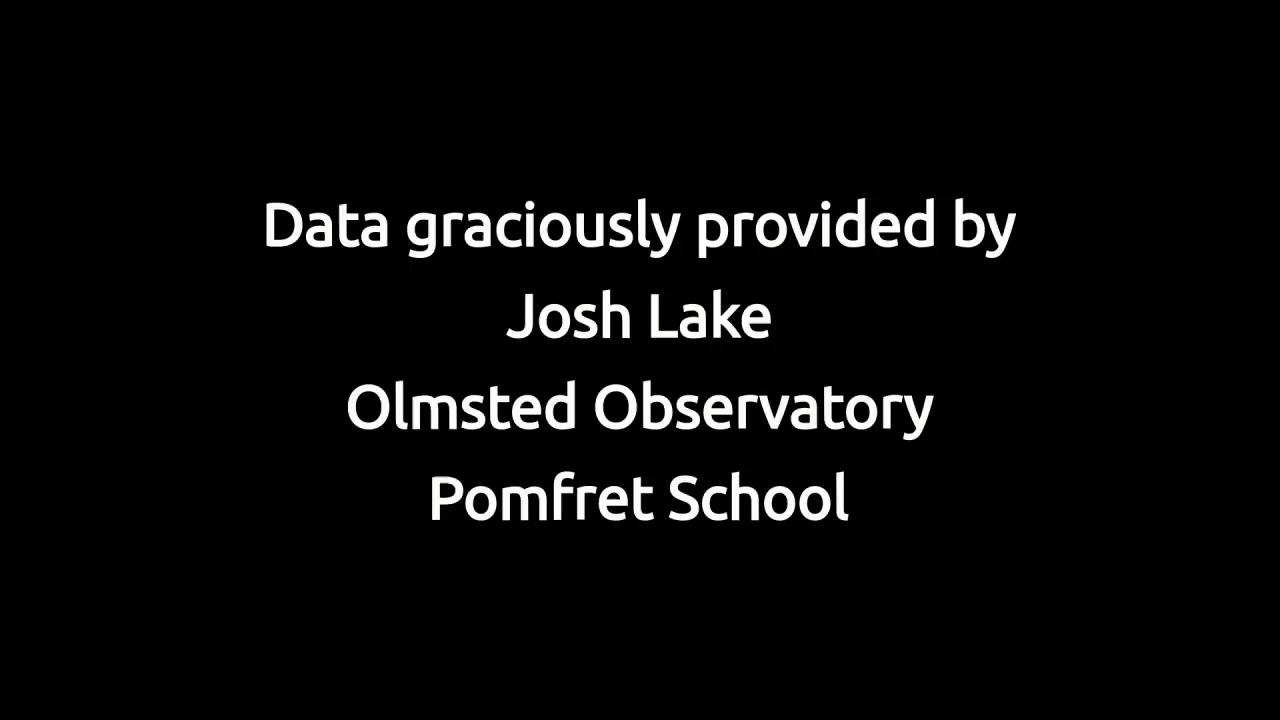 Data graciously provided by
Josh Lake
Olmsted Observatory
Pomfret School